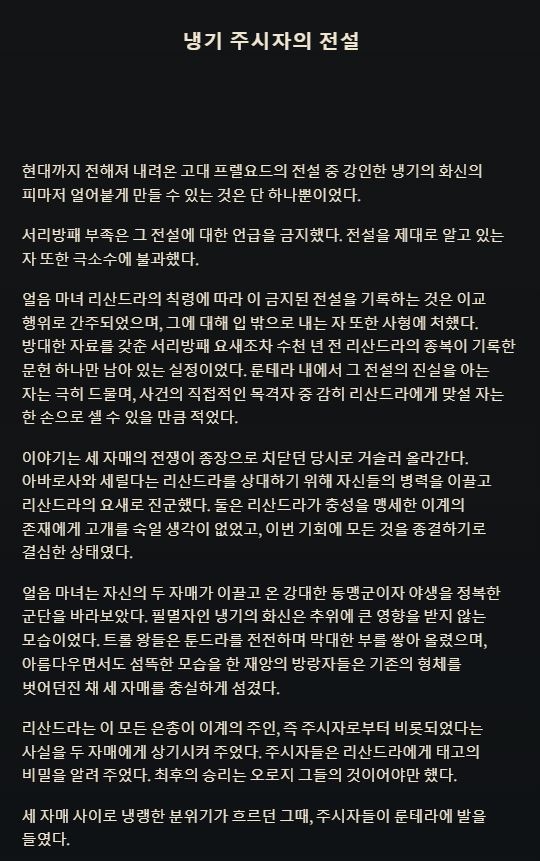 냉기 주시자의 전설
현대까지 전해져 내려온 고대 프렐요드의 전설 중 강인한 냉기의 화신의
피마저 얼어붙게 만들 수 있는 것은 단 하나뿐이었다.
서리방패 부족은 그 전설에 대한 언급을 금지했다. 전설을 제대로 알고 있는
자 또한 극소수에 불과했다.
얼음 마녀 리산드라의 칙령에 따라 이 금지된 전설을 기록하는 것은 이교
행위로 간주되었으며, 그에 대해 입 밖으로 내는 자 또한 사형에 처했다.
방대한 자료를 갖춘 서리방패 요새조차 수천 년 전 리산드라의 종복이 기록한
문헌 하나만 남아 있는 실정이었다. 룬테라 내에서 그 전설의 진실을 아는
자는 극히 드물며, 사건의 직접적인 목격자 중 감히 리산드라에게 맞설 자는
한 손으로 셀 수 있을 만큼 적었다.
이야기는 세 자매의 전쟁이 종장으로 치닫던 당시로 거슬러 올라간다.
아바로사와 세릴다는 리산드라를 상대하기 위해 자신들의 병력을 이끌고
리산드라의 요새로 진군했다. 둘은 리산드라가 충성을 맹세한 이계의
존재에게 고개를 숙일 생각이 없었고, 이번 기회에 모든 것을 종결하기로
결심한 상태였다.
얼음 마녀는 자신의 두 자매가 이끌고 온 강대한 동맹군이자 야생을 정복한
군단을 바라보았다. 필멸자인 냉기의 화신은 추위에 큰 영향을 받지 않는
모습이었다. 트롤 왕들은 툰드라를 전전하며 막대한 부를 쌓아 올렸으며,
아름다우면서도 섬뜩한 모습을 한 재앙의 방랑자들은 기존의 형체를
벗어던진 채 세 자매를 충실하게 섬겼다.
리산드라는 이 모든 은총이 이계의 주인, 즉 주시자로부터 비롯되었다는
사실을 두 자매에게 상기시켜 주었다. 주시자들은 리산드라에게 태고의
비밀을 알려 주었다. 최후의 승리는 오로지 그들의 것이어야만 했다.
세 자매 사이로 냉랭한 분위기가 흐르던 그때, 주시자들이 룬테라에 발을
들였다.